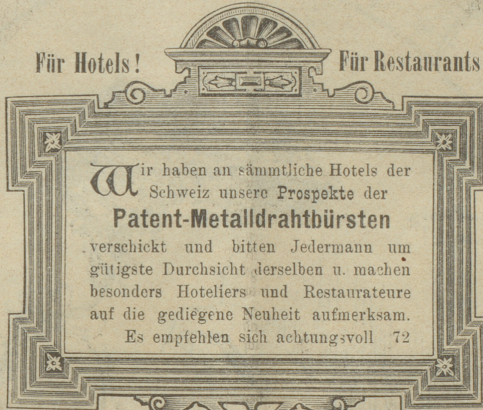 Für Hotels! Für Restaurants
Wir haben an sämmtliche Hotels der
Schweiz unsere Prospekte der
Patent-Metalldrahtbürsten
verschickt und bitten Jedermann um
gütigste Durchsicht derselben u. machen
besonders Hoteliers und Restaurateure
auf die gediegene Neuheit aufmerksam.
Es empfehlen sich achtungsvoll 72